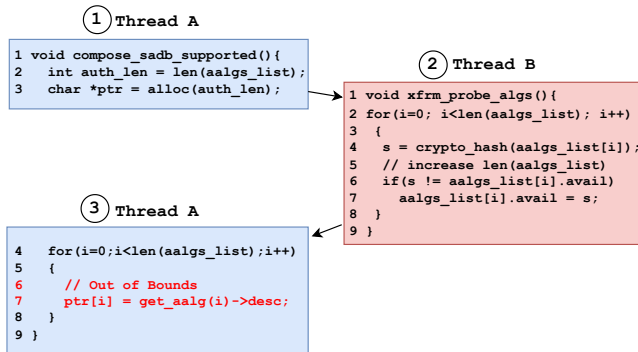 1 Thread A
1 void compose_sadb_supported(){
2 int auth_len = len(aalgs_list);
3 char *ptr = alloc(auth_len);
2 Thread B
1 void xfrm_probe_algs(){
2 for(i=0; i<len(aalgs_list); i++)
3 {
4 s = crypto_hash(aalgs_list[i]);
5 // increase len(aalgs_list)
6 if(s != aalgs_list[i].avail)
7 aalgs_list[i].avail = s;
8 }
9 }
3 Thread A
4 for(i=0;i<len(aalgs_list);i++)
5 {
6 // Out of Bounds
7 ptr[i] = get_aalg(i)->desc;
8 }
9 }